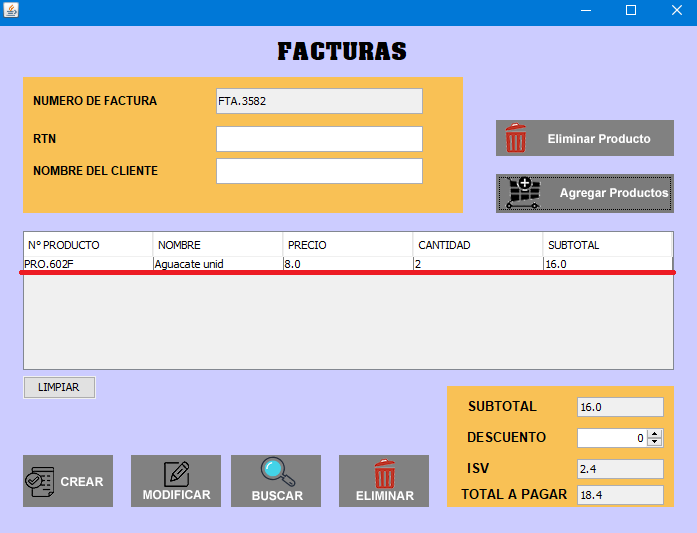 FACTURAS
NUMERO DE FACTURA FTA.3582
RTN
NOMBRE DEL CLIENTE
Eliminar Producto
Agregar Productos
Nº PRODUCTO NOMBRE PRECIO CANTIDAD SUBTOTAL
PRO.602F Aguacate unid 8.0 2 16.0
LIMPIAR
SUBTOTAL 16.0
DESCUENTO 0
ISV 2.4
TOTAL A PAGAR 18.4
CREAR
MODIFICAR
BUSCAR
ELIMINAR